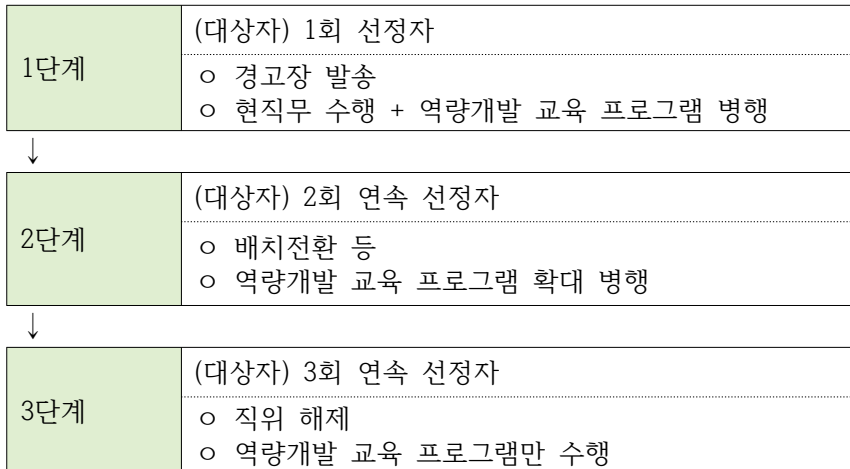 1단계
(대상자) 1회 선정자
ㅇ 경고장 발송
ㅇ 현직무 수행 + 역량개발 교육 프로그램 병행
↓
2단계
(대상자) 2회 연속 선정자
ㅇ 배치전환 등
ㅇ 역량개발 교육 프로그램 확대 병행
↓
3단계
(대상자) 3회 연속 선정자
ㅇ 직위 해제
ㅇ 역량개발 교육 프로그램만 수행